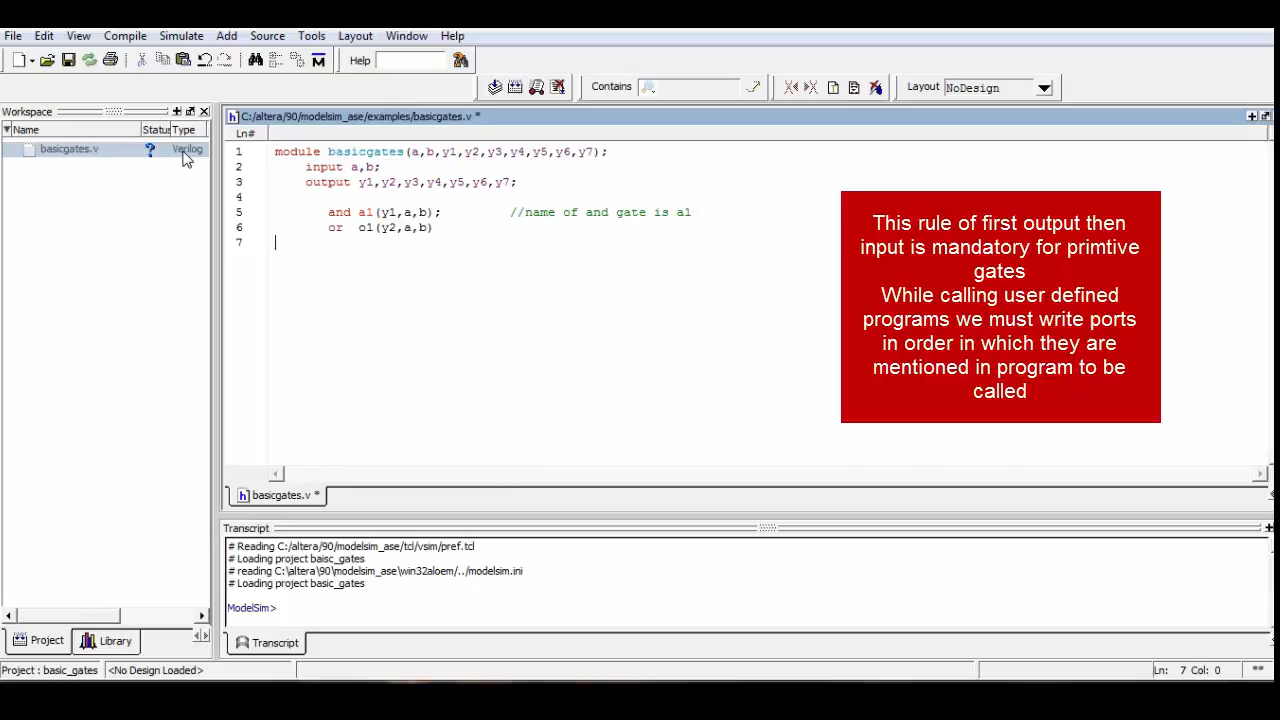 File Edit View Compile Simulate Add Source Tools Layout Window Help
M Help
Contains Layout NoDesign
Workspace
Name Status Type
basicgates.v ? Verilog
h C:/altera/90/modelsim_ase/examples/basicgates.v *
Ln#
1 module basicgates(a,b,y1,y2,y3,y4,y5,y6,y7);
2 input a,b;
3 output y1,y2,y3,y4,y5,y6,y7;
4
5 and a1(y1,a,b); //name of and gate is a1
6 or o1(y2,a,b)
7
This rule of first output then
input is mandatory for primtive
gates
While calling user defined
programs we must write ports
in order in which they are
mentioned in program to be
called
h basicgates.v *
Transcript
# Reading C:/altera/90/modelsim_ase/tcl/vsim/pref.tcl
# Loading project baisc_gates
# reading C:\altera\90\modelsim_ase\win32aloem/../modelsim.ini
# Loading project basic_gates
ModelSim>
Project Library
Transcript
Project : basic_gates <No Design Loaded> Ln: 7 Col: 0 **